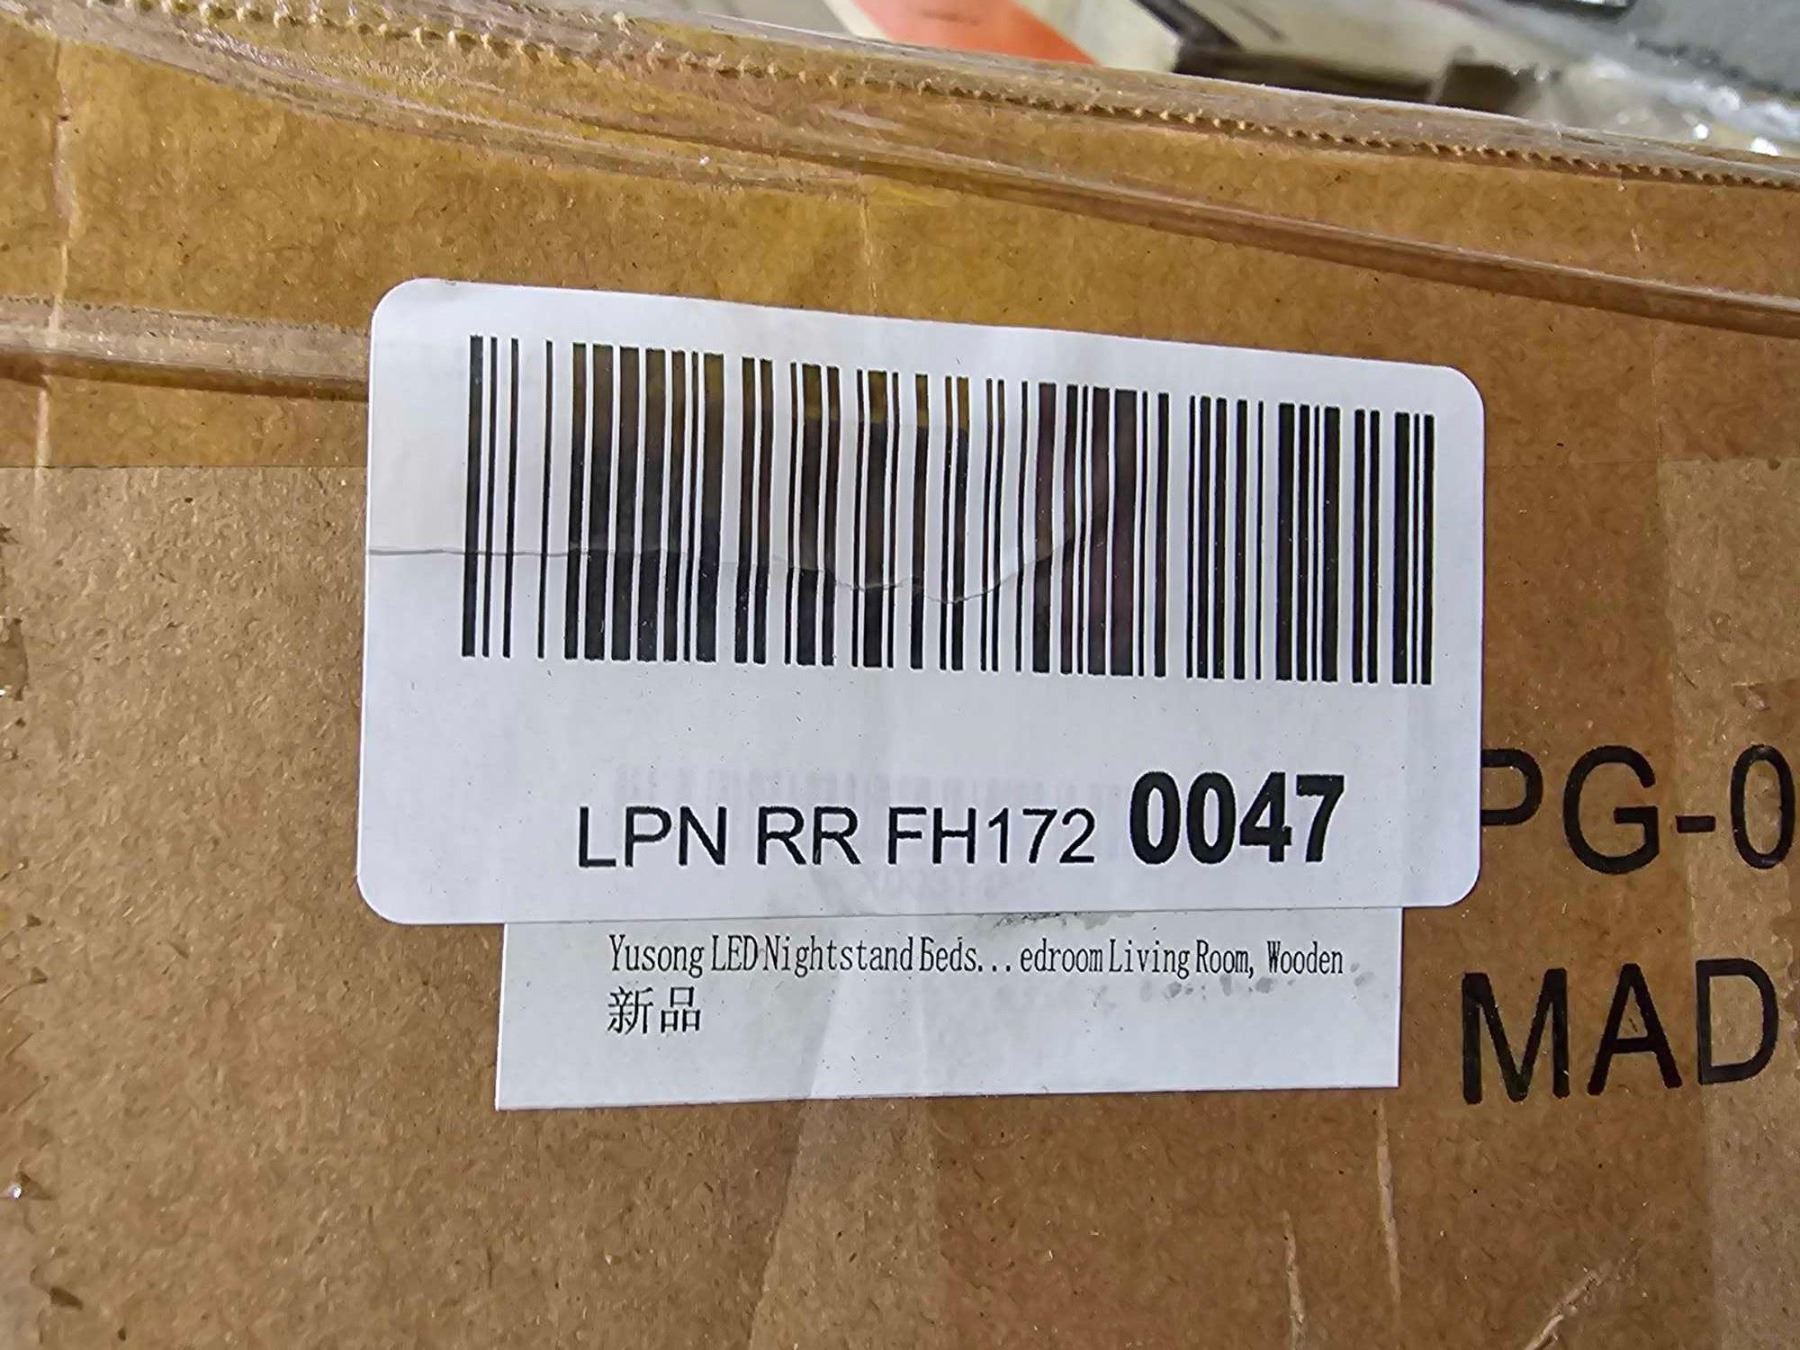 LPN RR FH172 0047
Yusong LED Nightstand Beds...edroom Living Room, Wooden
新品
PG-0
MAD